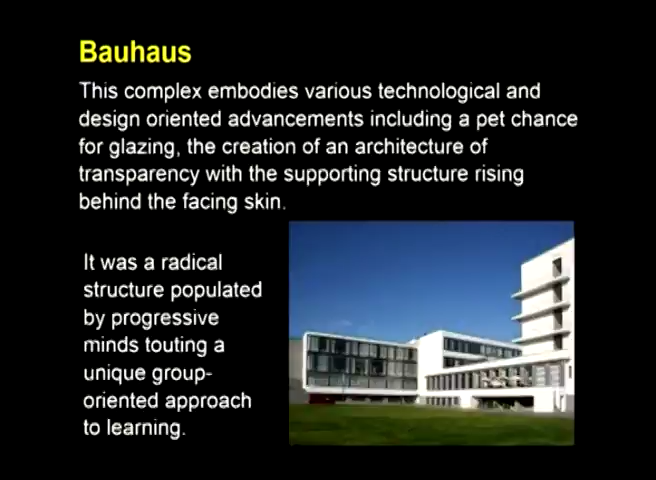 Bauhaus
This complex embodies various technological and
design oriented advancements including a pet chance
for glazing, the creation of an architecture of
transparency with the supporting structure rising
behind the facing skin.
It was a radical
structure populated
by progressive
minds touting a
unique group-
oriented approach
to learning.